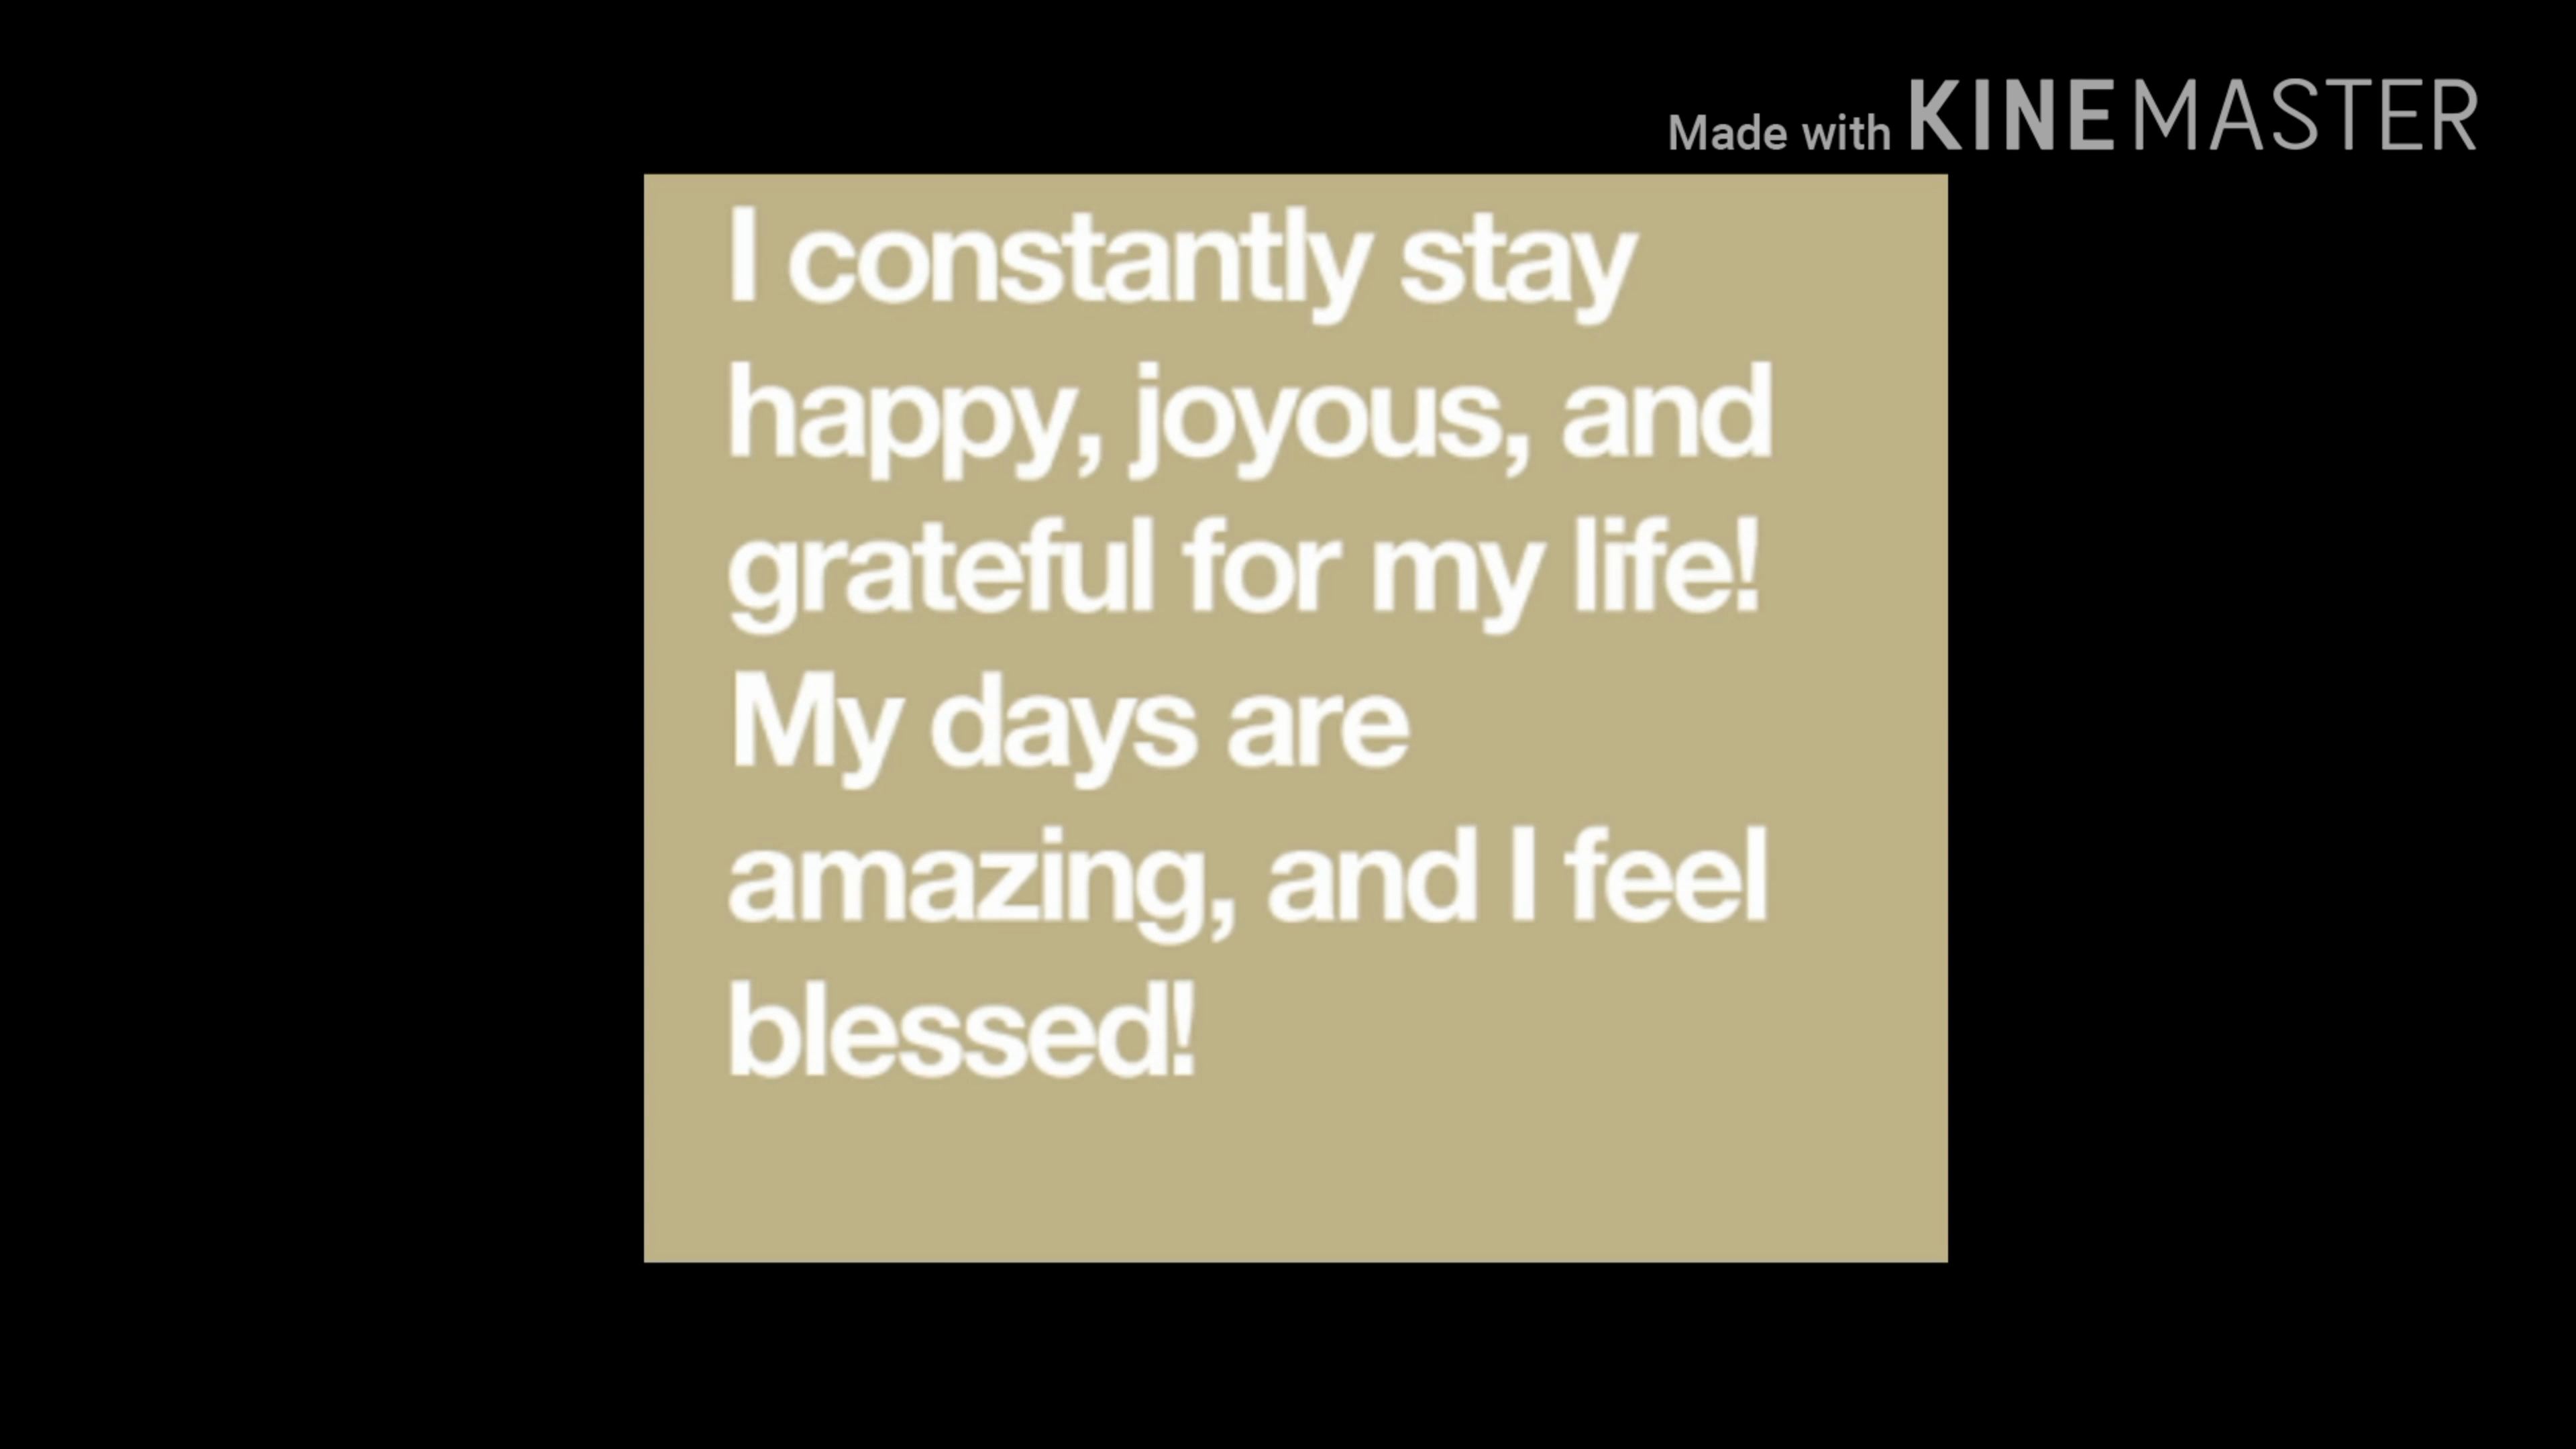 Made with KINEMASTER
I constantly stay
happy, joyous, and
grateful for my life!
My days are
amazing, and I feel
blessed!